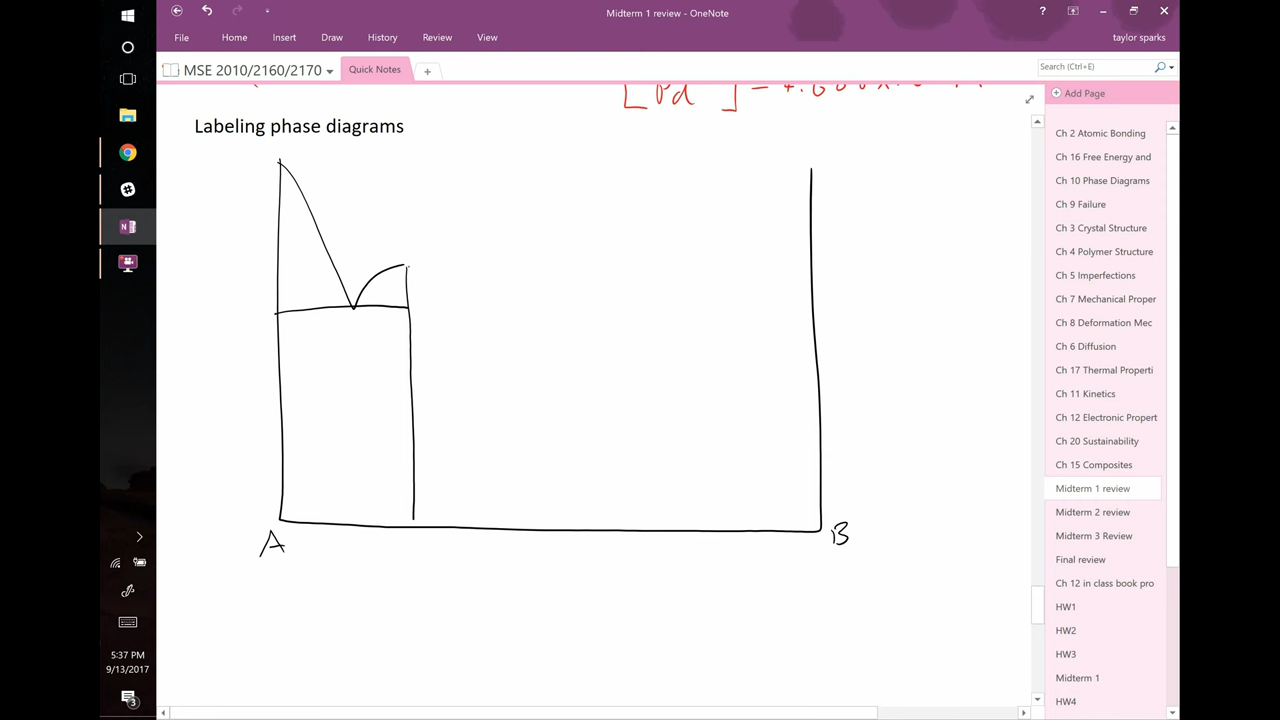 Midterm 1 review - OneNote
?
File Home Insert Draw History Review View
taylor sparks
MSE 2010/2160/2170
Quick Notes
Search (Ctrl+E)
Add Page
Labeling phase diagrams
A
B
Ch 2 Atomic Bonding
Ch 16 Free Energy and
Ch 10 Phase Diagrams
Ch 9 Failure
Ch 3 Crystal Structure
Ch 4 Polymer Structure
Ch 5 Imperfections
Ch 7 Mechanical Proper
Ch 8 Deformation Mec
Ch 6 Diffusion
Ch 17 Thermal Properti
Ch 11 Kinetics
Ch 12 Electronic Propert
Ch 20 Sustainability
Ch 15 Composites
Midterm 1 review
Midterm 2 review
Midterm 3 Review
Final review
Ch 12 in class book pro
HW1
HW2
HW3
Midterm 1
HW4
5:37 PM
9/13/2017
3